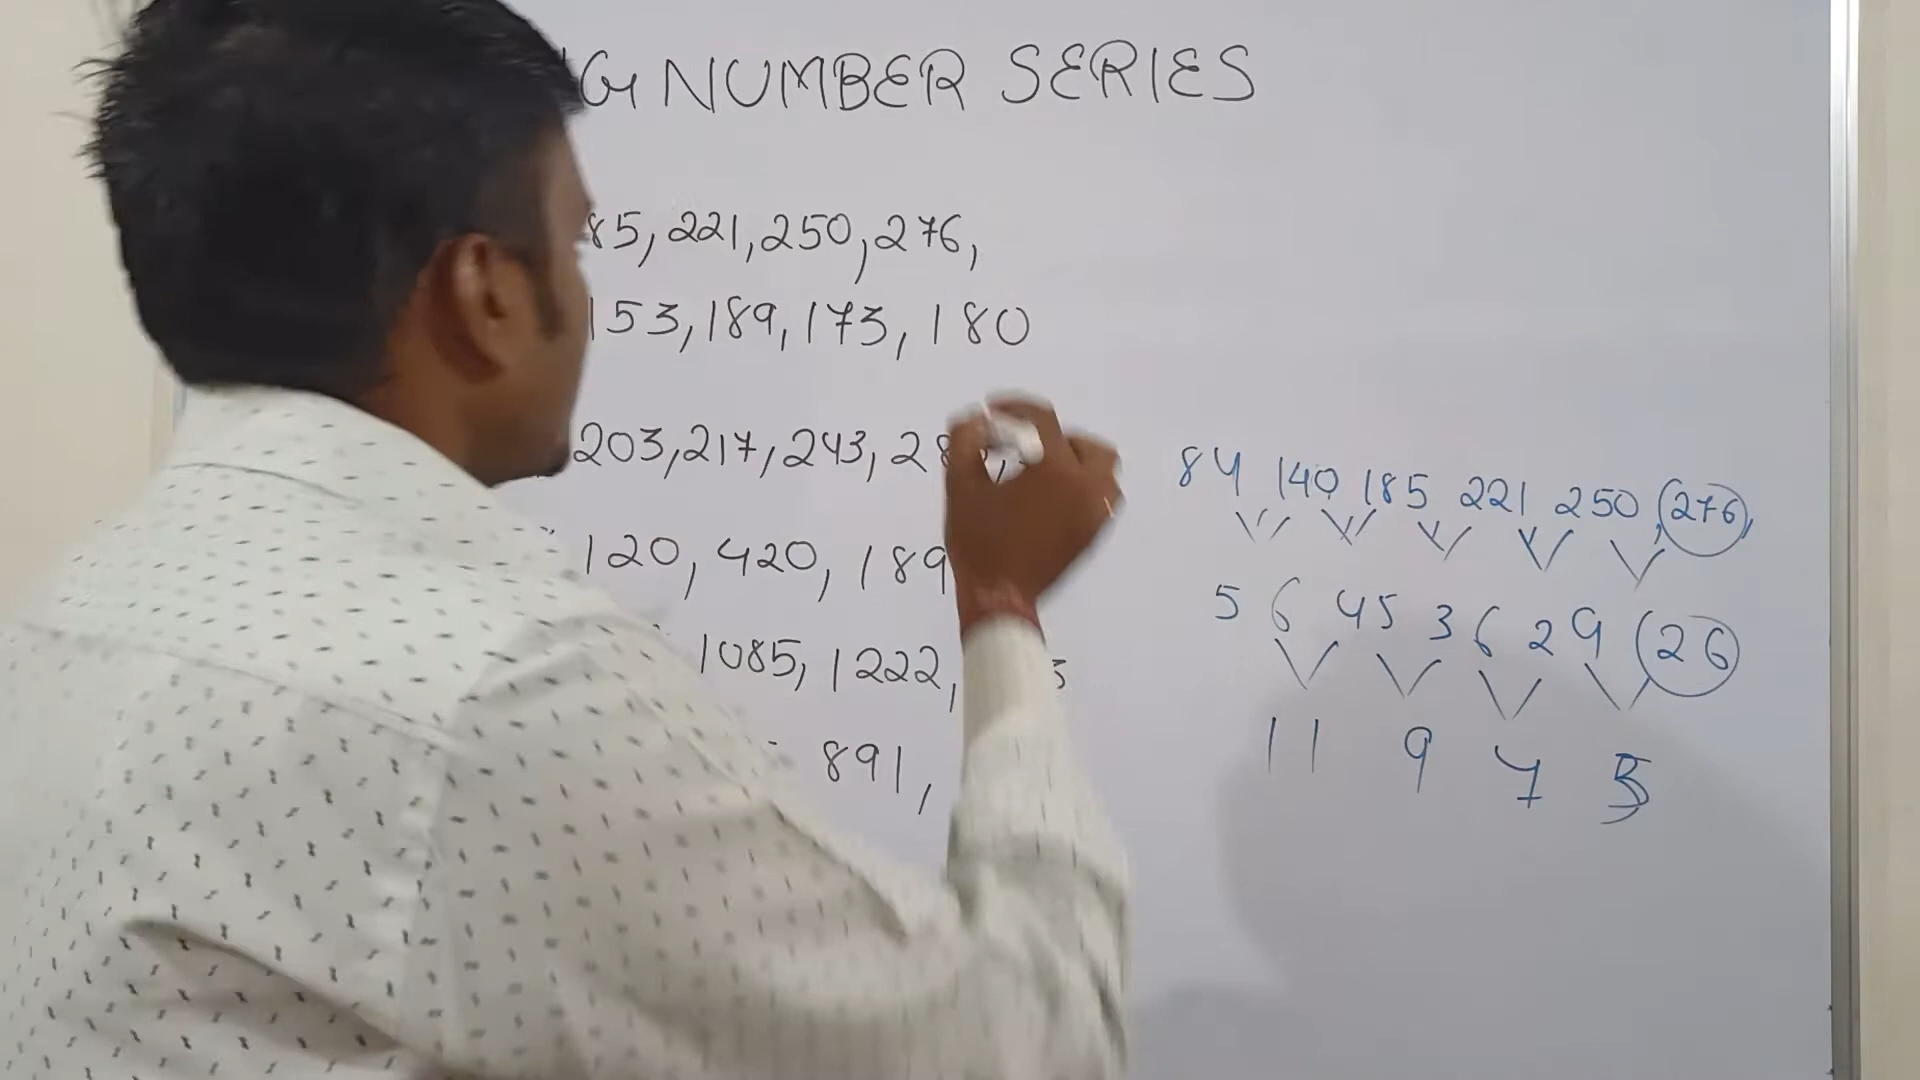 G NUMBER SERIES
85, 221, 250, 276,
153, 189, 173, 180
203, 217, 243, 28
120, 420, 189
1085, 1222, 3
891,
84 140 185 221 250, 276,
56 45 36 29 26
11 9 7